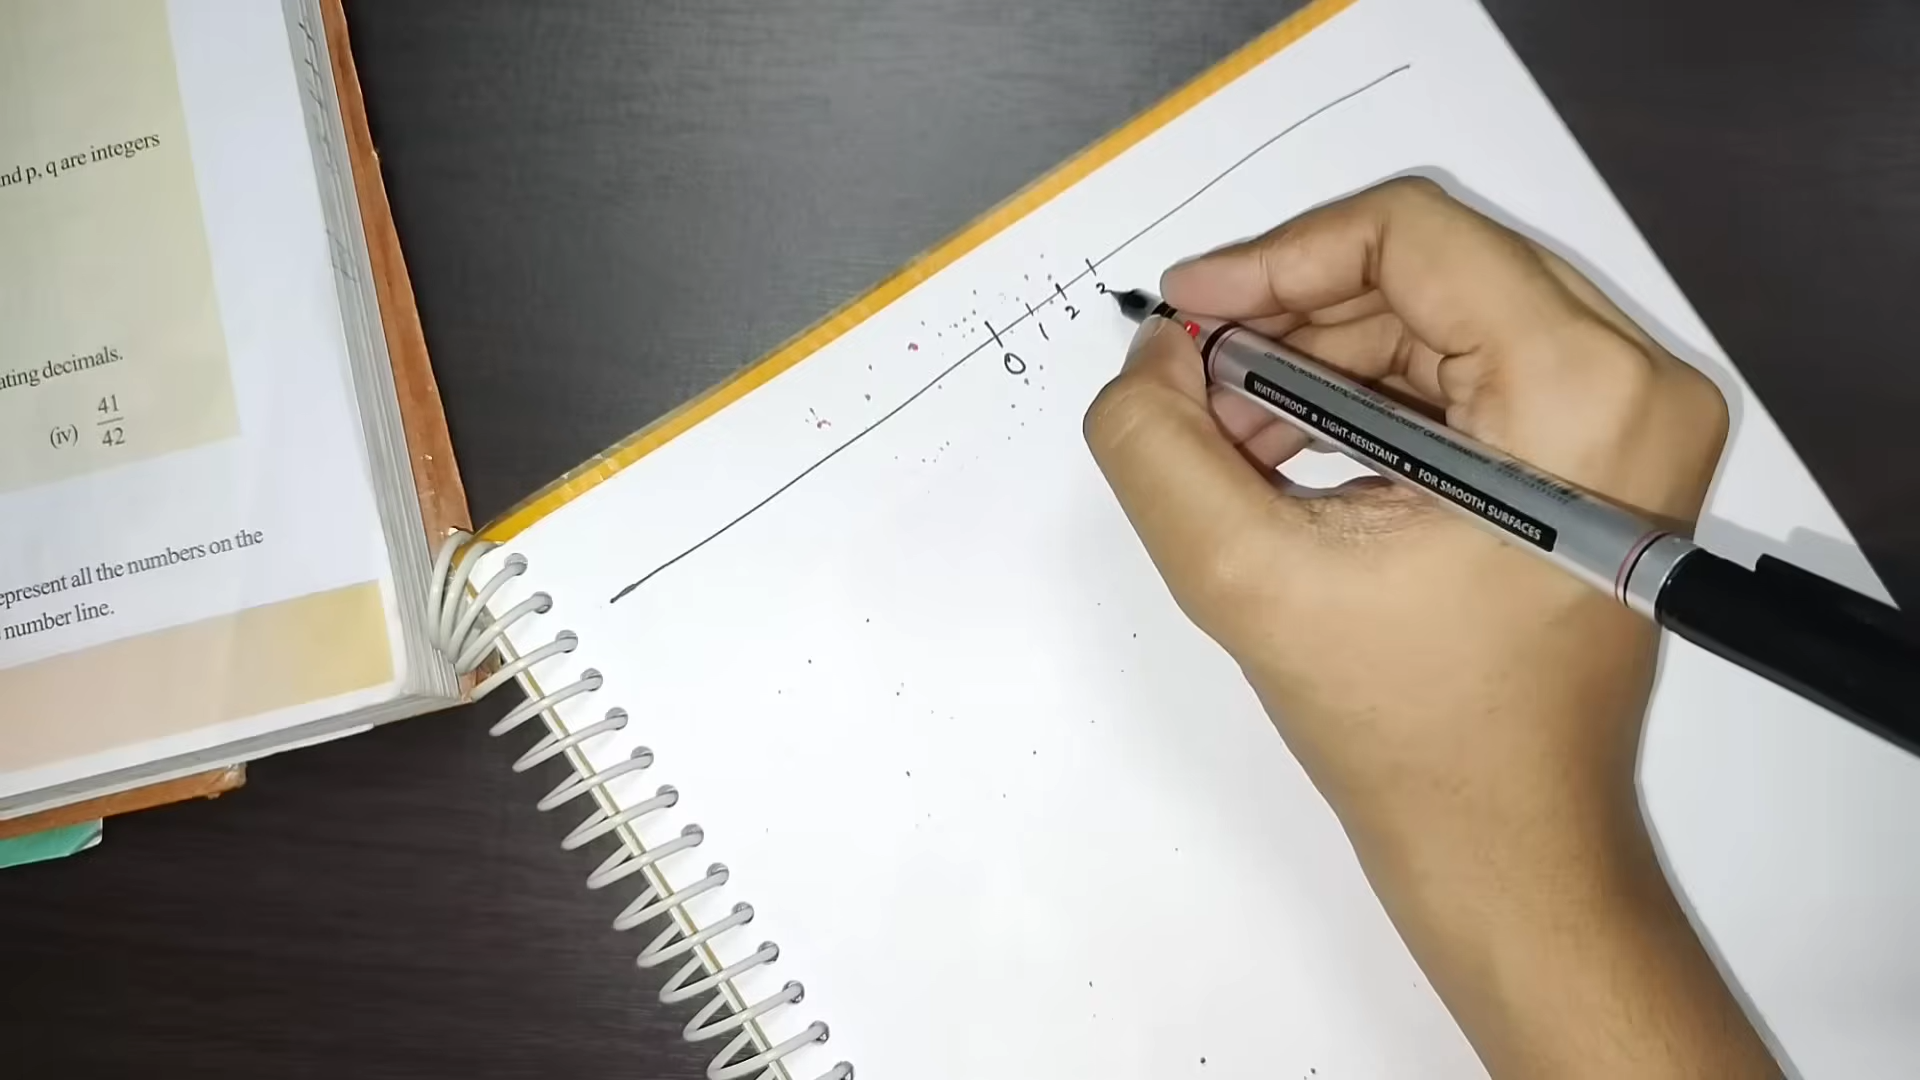 nd p, q are integers
ating decimals.
(iv) 41/42
epresent all the numbers on the
number line.
0 1 2 3
WATERPROOF ■ LIGHT-RESISTANT ■ FOR SMOOTH SURFACES